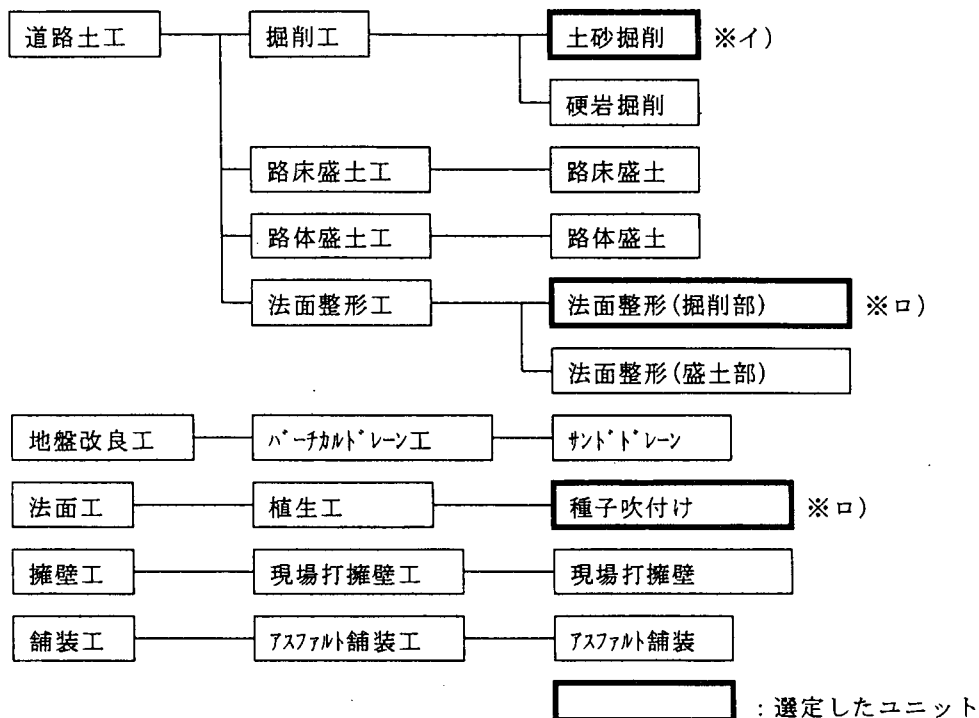 道路土工 掘削工 土砂掘削 ※イ)
硬岩掘削
路床盛土工 路床盛土
路体盛土工 路体盛土
法面整形工 法面整形(掘削部) ※ロ)
法面整形(盛土部)
地盤改良工 バーチカルドレーン工 サンドドレーン
法面工 植生工 種子吹付け ※ロ)
擁壁工 現場打擁壁工 現場打擁壁
舗装工 アスファルト舗装工 アスファルト舗装
:選定したユニット